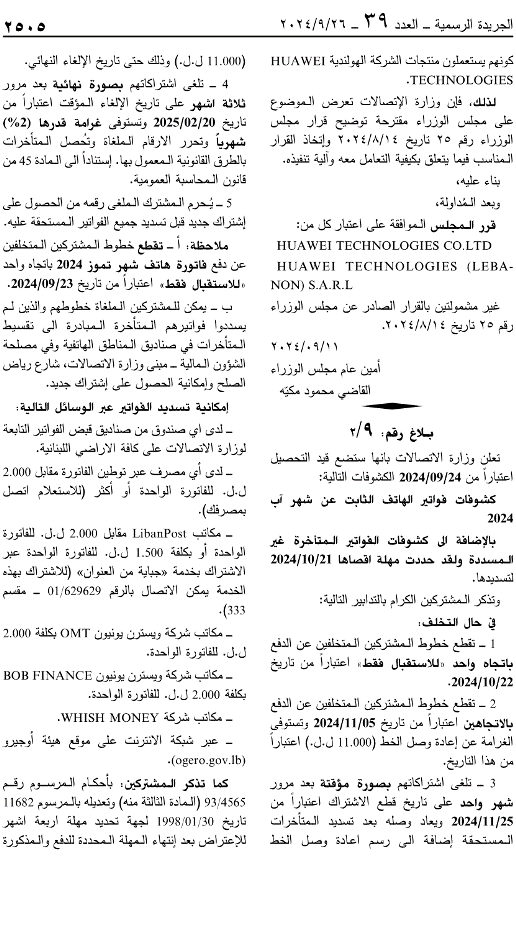 الجريدة الرسمية ــ العدد ٣٩ ــ ٢٠٢٤/٩/٢٦
٢٥٠٥
كونهم يستعملون منتجات الشركة الهولندية HUAWEI
TECHNOLOGIES.
لذلك، فإن وزارة الإتصالات تعرض الموضوع
على مجلس الوزراء مقترحة توضيح قرار مجلس
الوزراء رقم ٢٥ تاريخ ٢٠٢٤/٨/١٤ وإتخاذ القرار
المناسب فيما يتعلق بكيفية التعامل معه وآلية تنفيذه.
بناء عليه،
وبعد المُداولة،
قرر المجلس الموافقة على اعتبار كل من:
HUAWEI TECHNOLOGIES CO.LTD
HUAWEI TECHNOLOGIES (LEBA-
NON) S.A.R.L
غير مشمولتين بالقرار الصادر عن مجلس الوزراء
رقم ٢٥ تاريخ ٢٠٢٤/٨/١٤.
٢٠٢٤/٠٩/١١
أمين عام مجلس الوزراء
القاضي محمود مكيّه
بلاغ رقم: ٢/٩
تعلن وزارة الاتصالات بانها ستضع قيد التحصيل
اعتباراً من 2024/09/24 الكشوفات التالية:
كشوفات فواتير الهاتف الثابت عن شهر آب
2024
بالإضافة الى كشوفات الفواتير المتأخرة غير
المسددة ولقد حددت مهلة اقصاها 2024/10/21
لتسديدها.
وتذكر المشتركين الكرام بالتدابير التالية:
في حال التخلف:
1 ــ تقطع خطوط المشتركين المتخلفين عن الدفع
باتجاه واحد «للاستقبال فقط» اعتباراً من تاريخ
2024/10/22.
2 ــ تقطع خطوط المشتركين المتخلفين عن الدفع
بالاتجاهين اعتباراً من تاريخ 2024/11/05 وتستوفى
الغرامة عن إعادة وصل الخط (11.000 ل.ل.) اعتباراً
من هذا التاريخ.
3 ــ تلغى اشتراكاتهم بصورة مؤقتة بعد مرور
شهر واحد على تاريخ قطع الاشتراك اعتباراً من
2024/11/25 ويعاد وصله بعد تسديد المتأخرات
المستحقة إضافة الى رسم اعادة وصل الخط
(11.000 ل.ل.) وذلك حتى تاريخ الإلغاء النهائي.
4 ــ تلغى اشتراكاتهم بصورة نهائية بعد مرور
ثلاثة اشهر على تاريخ الإلغاء المؤقت اعتباراً من
تاريخ 2025/02/20 وتستوفى غرامة قدرها (2%)
شهرياً وتحرر الارقام الملغاة وتُحصل المتأخرات
بالطرق القانونية المعمول بها. إستناداً الى المادة 45 من
قانون المحاسبة العمومية.
5 ــ يُحرم المشترك الملغى رقمه من الحصول على
إشتراك جديد قبل تسديد جميع الفواتير المستحقة عليه.
ملاحظة: أ ــ تقطع خطوط المشتركين المتخلفين
عن دفع فاتورة هاتف شهر تموز 2024 باتجاه واحد
«للاستقبال فقط» اعتباراً من تاريخ 2024/09/23.
ب ــ يمكن للمشتركين الملغاة خطوطهم والذين لم
يسددوا فواتيرهم المتأخرة المبادرة الى تقسيط
المتأخرات في صناديق المناطق الهاتفية وفي مصلحة
الشؤون المالية ــ مبنى وزارة الاتصالات، شارع رياض
الصلح وإمكانية الحصول على إشتراك جديد.
إمكانية تسديد الفواتير عبر الوسائل التالية:
ــ لدى اي صندوق من صناديق قبض الفواتير التابعة
لوزارة الاتصالات على كافة الاراضي اللبنانية.
ــ لدى أي مصرف عبر توطين الفاتورة مقابل 2.000
ل.ل. للفاتورة الواحدة أو أكثر (للاستعلام اتصل
بمصرفك).
ــ مكاتب LibanPost مقابل 2.000 ل.ل. للفاتورة
الواحدة أو بكلفة 1.500 ل.ل. للفاتورة الواحدة عبر
الاشتراك بخدمة «جباية من العنوان» (للاشتراك بهذه
الخدمة يمكن الاتصال بالرقم 01/629629 ــ مقسم
333).
ــ مكاتب شركة ويسترن يونيون OMT بكلفة 2.000
ل.ل. للفاتورة الواحدة.
ــ مكاتب شركة ويسترن يونيون BOB FINANCE
بكلفة 2.000 ل.ل. للفاتورة الواحدة.
ــ مكاتب شركة WHISH MONEY.
ــ عبر شبكة الانترنت على موقع هيئة أوجيرو
(ogero.gov.lb).
كما تذكر المشتركين: بأحكام المرسوم رقم
93/4565 (المادة الثالثة منه) وتعديله بالمرسوم 11682
تاريخ 1998/01/30 لجهة تحديد مهلة اربعة اشهر
للإعتراض بعد إنتهاء المهلة المحددة للدفع والمذكورة